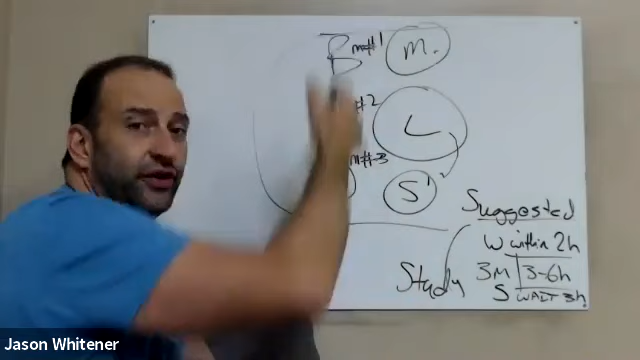 B m#1 m.
#2 L
m#3 S'
Suggested
W within 2h
Study 3M 3-6h
S WAIT 3h
Jason Whitener